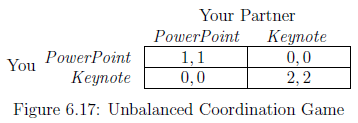 Your Partner
PowerPoint Keynote
You PowerPoint 1, 1 0, 0
Keynote 0, 0 2, 2
Figure 6.17: Unbalanced Coordination Game